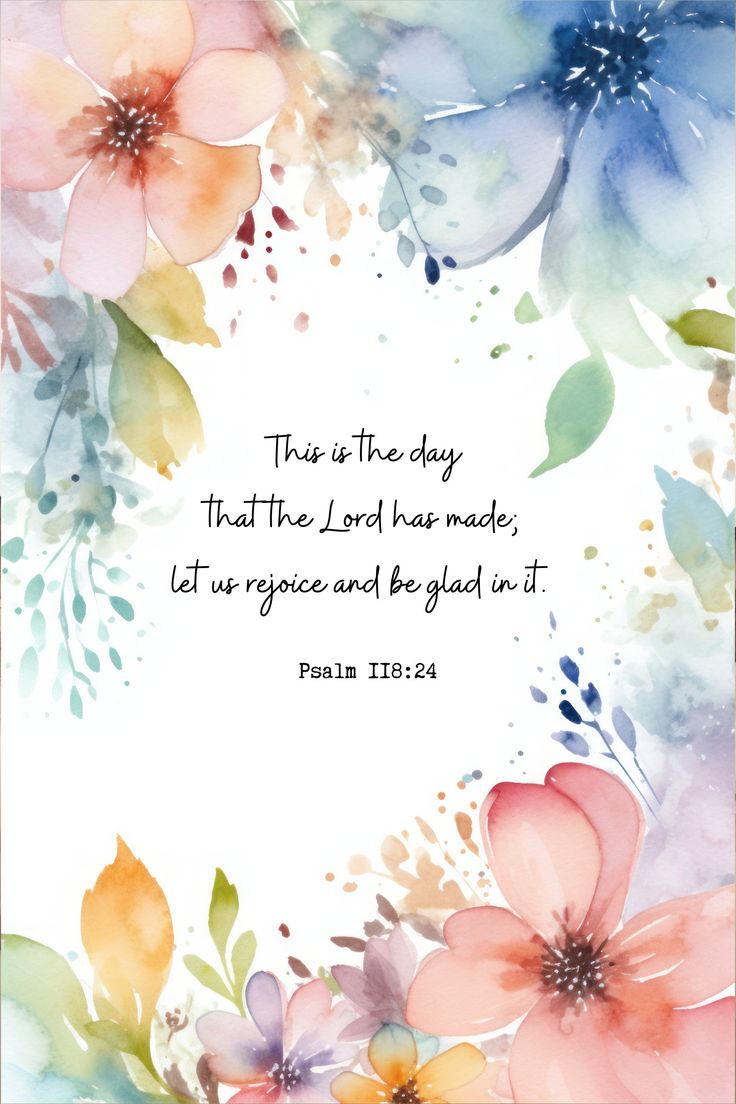 This is the day
that the Lord has made;
let us rejoice and be glad in it.
Psalm 118:24